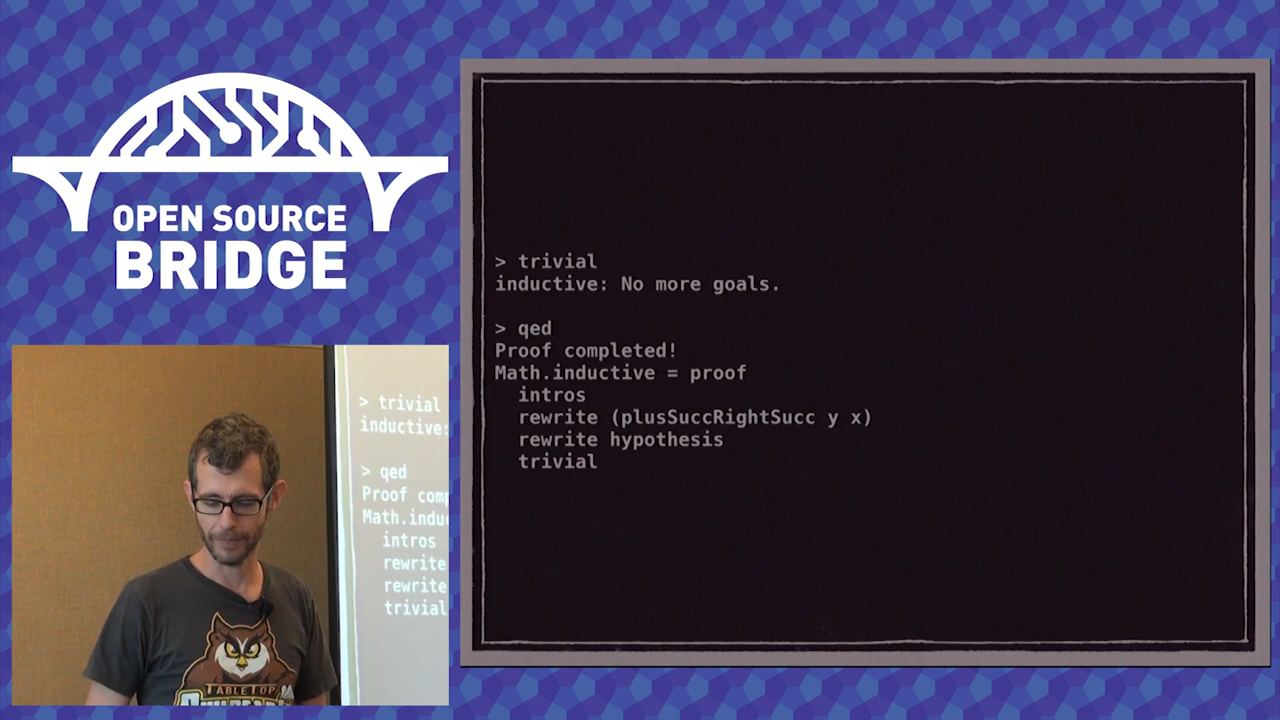 OPEN SOURCE
BRIDGE
> trivial
inductive: No more goals.
> qed
Proof completed!
Math.inductive = proof
intros
rewrite (plusSuccRightSucc y x)
rewrite hypothesis
trivial
> trivial
inductive:
> qed
Proof comp
Math.induc
intros
rewrite
rewrite
trivial
TABLETOP